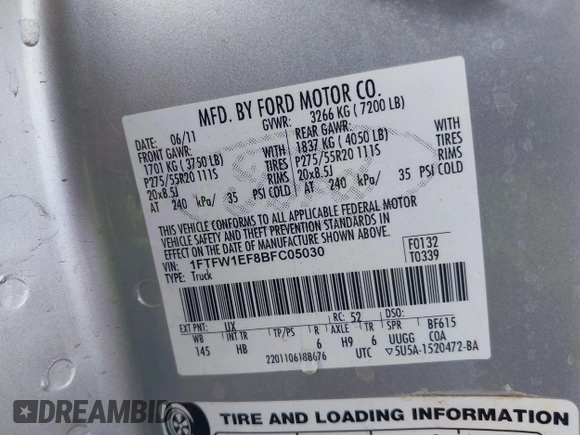 MFD. BY FORD MOTOR CO.
DATE: 06/11 GVWR: 3266 KG ( 7200 LB)
FRONT GAWR: REAR GAWR:
1701 KG ( 3750 LB) 1837 KG ( 4050 LB)
P275/55R20 111S TIRES P275/55R20 111S TIRES
20x8.5J RIMS 20x8.5J RIMS
AT 240 kPa/ 35 PSI COLD AT 240 kPa/ 35 PSI COLD
THIS VEHICLE CONFORMS TO ALL APPLICABLE FEDERAL MOTOR
VEHICLE SAFETY AND THEFT PREVENTION STANDARDS IN EFFECT ON THE DATE OF MANUFACTURE SHOWN ABOVE.
VIN: 1FTFW1EF8BFC05030 F0132
TYPE: Truck T0339
EXT PNT: UX RC: 52 DSO:
WB INT TR TP/PS R AXLE TR SPR BF615
145 HB 6 H9 6 UUGG COA
2201106188676 UTC ▽5U5A-1520472-BA
TIRE AND LOADING INFORMATION
DREAMBID